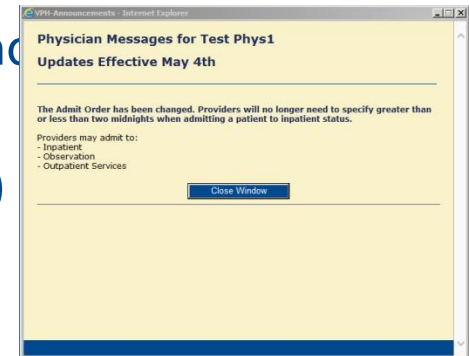 VPH-Announcements - Internet Explorer
Physician Messages for Test Phys1
Updates Effective May 4th
The Admit Order has been changed. Providers will no longer need to specify greater than
or less than two midnights when admitting a patient to inpatient status.
Providers may admit to:
- Inpatient
- Observation
- Outpatient Services
Close Window